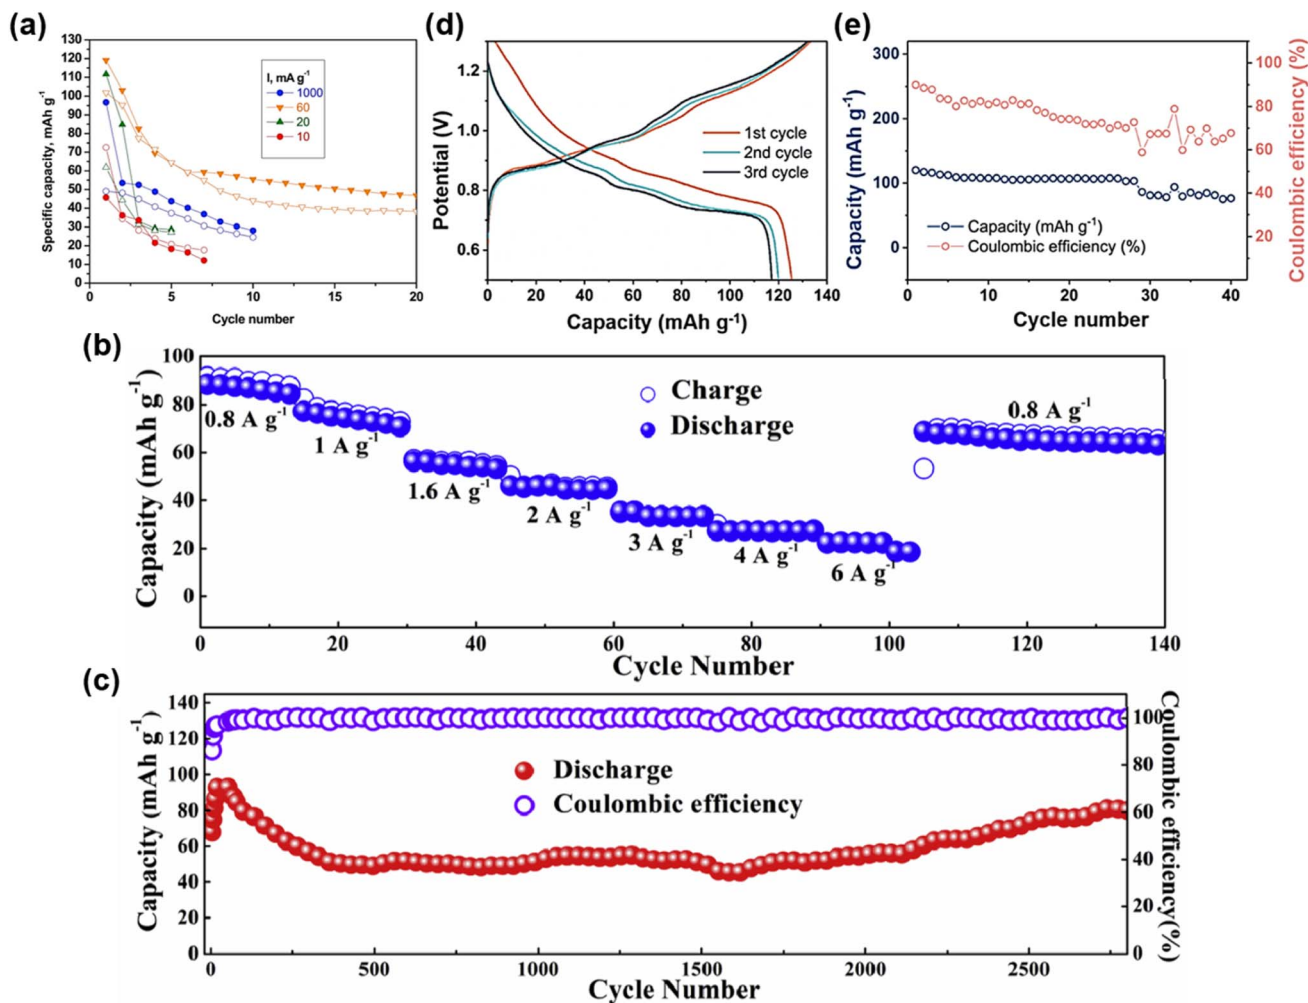 (a)
Specific capacity, mAh g-1
130
120
110
100
90
80
70
60
50
40
30
20
10
0
0 5 10 15 20
Cycle number
I, mA g-1
1000
60
20
10
(d)
Potential (V)
1.2
1.0
0.8
0.6
0 20 40 60 80 100 120 140
Capacity (mAh g-1)
1st cycle
2nd cycle
3rd cycle
(e)
Capacity (mAh g-1)
300
200
100
0
0 10 20 30 40
Cycle number
Capacity (mAh g-1)
Coulombic efficiency (%)
100
80
60
40
20
Coulombic efficiency (%)
(b)
Capacity (mAh g-1)
100
80
60
40
20
0
0 20 40 60 80 100 120 140
Cycle Number
Charge
Discharge
0.8 A g-1
1 A g-1
1.6 A g-1
2 A g-1
3 A g-1
4 A g-1
6 A g-1
0.8 A g-1
(c)
Capacity (mAh g-1)
140
120
100
80
60
40
20
0
0 500 1000 1500 2000 2500
Cycle Number
Discharge
Coulombic efficiency
100
80
60
40
20
0
Coulombic efficiency(%)